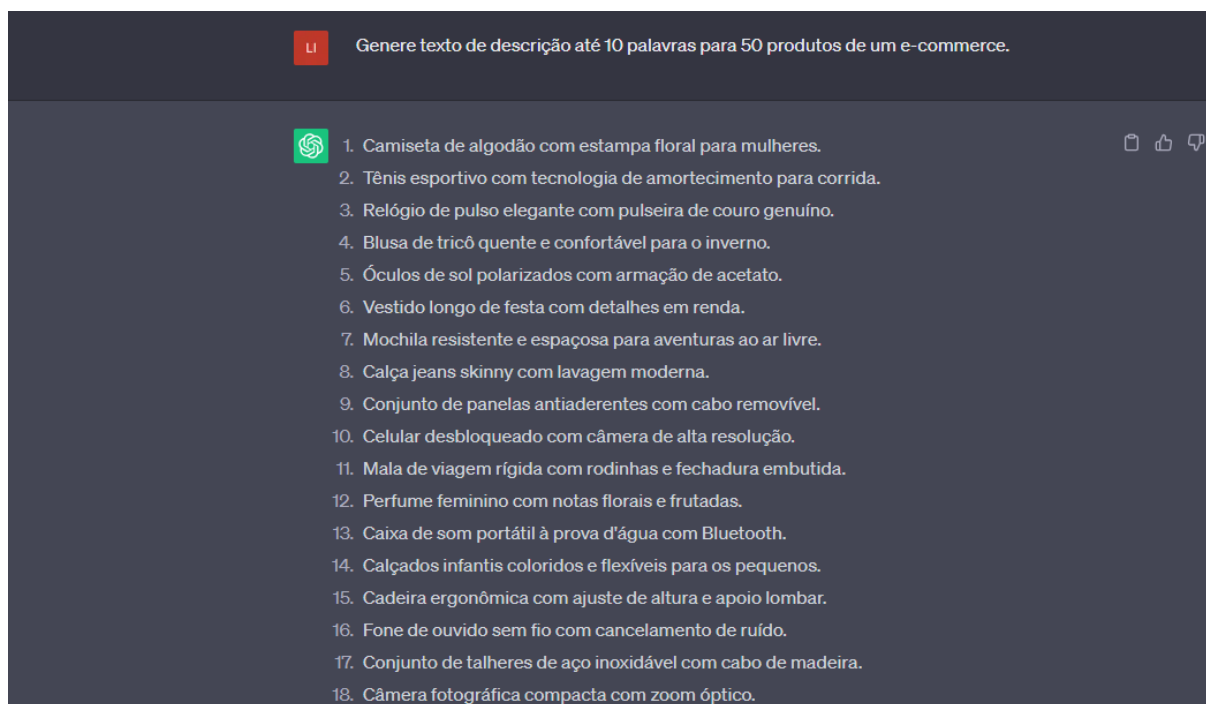 LI
Genere texto de descrição até 10 palavras para 50 produtos de um e-commerce.
1. Camiseta de algodão com estampa floral para mulheres.
2. Tênis esportivo com tecnologia de amortecimento para corrida.
3. Relógio de pulso elegante com pulseira de couro genuíno.
4. Blusa de tricô quente e confortável para o inverno.
5. Óculos de sol polarizados com armação de acetato.
6. Vestido longo de festa com detalhes em renda.
7. Mochila resistente e espaçosa para aventuras ao ar livre.
8. Calça jeans skinny com lavagem moderna.
9. Conjunto de panelas antiaderentes com cabo removível.
10. Celular desbloqueado com câmera de alta resolução.
11. Mala de viagem rígida com rodinhas e fechadura embutida.
12. Perfume feminino com notas florais e frutadas.
13. Caixa de som portátil à prova d'água com Bluetooth.
14. Calçados infantis coloridos e flexíveis para os pequenos.
15. Cadeira ergonômica com ajuste de altura e apoio lombar.
16. Fone de ouvido sem fio com cancelamento de ruído.
17. Conjunto de talheres de aço inoxidável com cabo de madeira.
18. Câmera fotográfica compacta com zoom óptico.